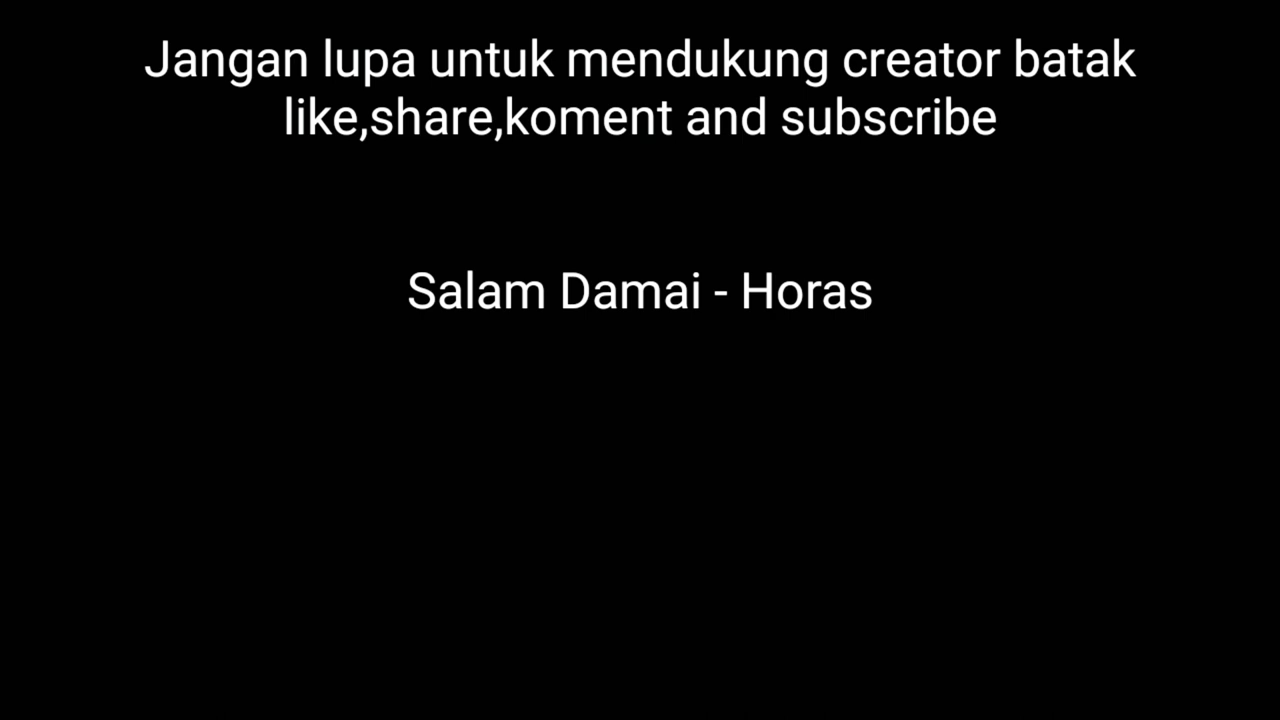 Jangan lupa untuk mendukung creator batak
like,share,koment and subscribe
Salam Damai - Horas